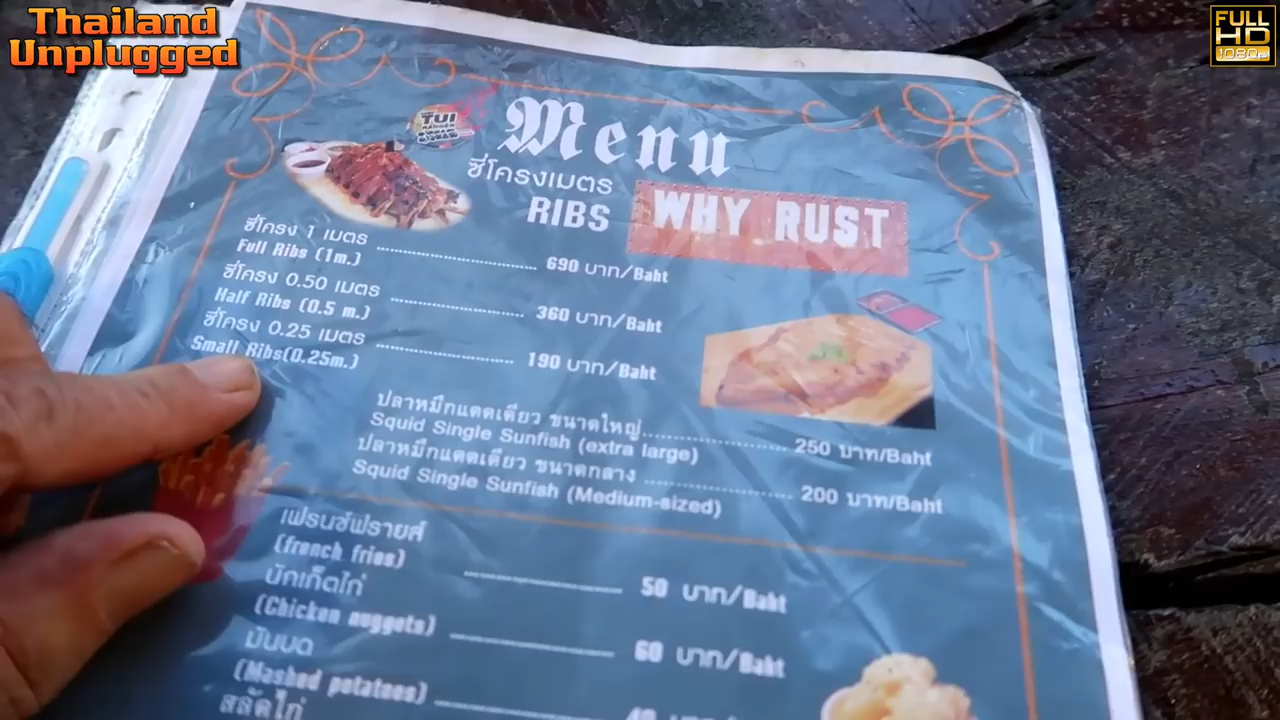 Thailand
Unplugged
FULL
HD
1080p
TUI
Menu
ซี่โครงเมตร
RIBS
WHY RUST
ซี่โครง 1 เมตร
Full Ribs (1m.) 690 บาท/Baht
ซี่โครง 0.50 เมตร
Half Ribs (0.5 m.) 360 บาท/Baht
ซี่โครง 0.25 เมตร
Small Ribs(0.25m.) 190 บาท/Baht
ปลาหมึกแดดเดียว ขนาดใหญ่
Squid Single Sunfish (extra large) 250 บาท/Baht
ปลาหมึกแดดเดียว ขนาดกลาง
Squid Single Sunfish (Medium-sized) 200 บาท/Baht
เฟรนช์ฟรายส์
(french fries) 50 บาท/Baht
นักเก็ตไก่
(Chicken nuggets) 60 บาท/Baht
มันบด
(Mashed potatoes)
สลัดไก่